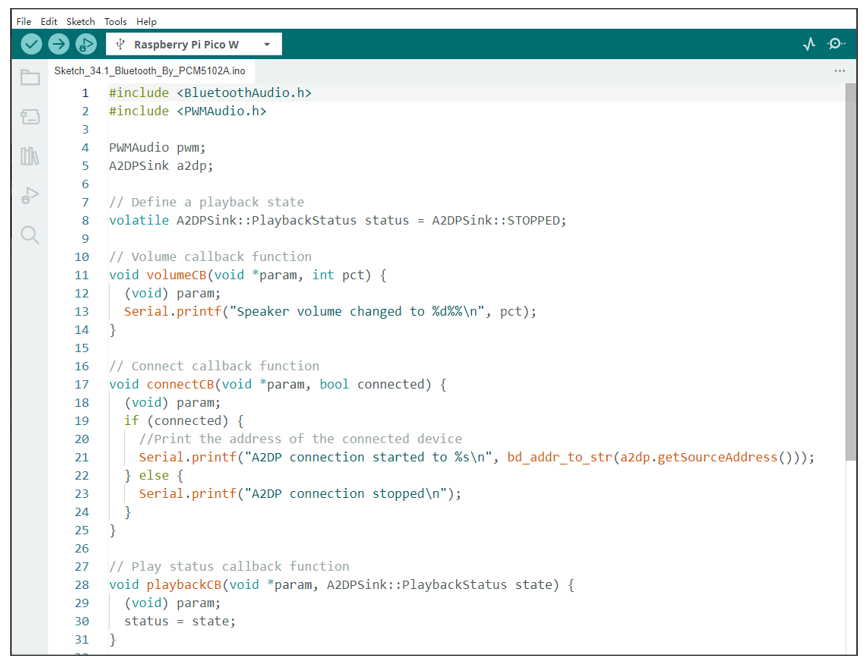 File Edit Sketch Tools Help
Raspberry Pi Pico W
Sketch_34.1_Bluetooth_By_PCM5102A.ino
1 #include <BluetoothAudio.h>
2 #include <PWMAudio.h>
3
4 PWMAudio pwm;
5 A2DPSink a2dp;
6
7 // Define a playback state
8 volatile A2DPSink::PlaybackStatus status = A2DPSink::STOPPED;
9
10 // Volume callback function
11 void volumeCB(void *param, int pct) {
12   (void) param;
13   Serial.printf("Speaker volume changed to %d%%\n", pct);
14 }
15
16 // Connect callback function
17 void connectCB(void *param, bool connected) {
18   (void) param;
19   if (connected) {
20     //Print the address of the connected device
21     Serial.printf("A2DP connection started to %s\n", bd_addr_to_str(a2dp.getSourceAddress()));
22   } else {
23     Serial.printf("A2DP connection stopped\n");
24   }
25 }
26
27 // Play status callback function
28 void playbackCB(void *param, A2DPSink::PlaybackStatus state) {
29   (void) param;
30   status = state;
31 }